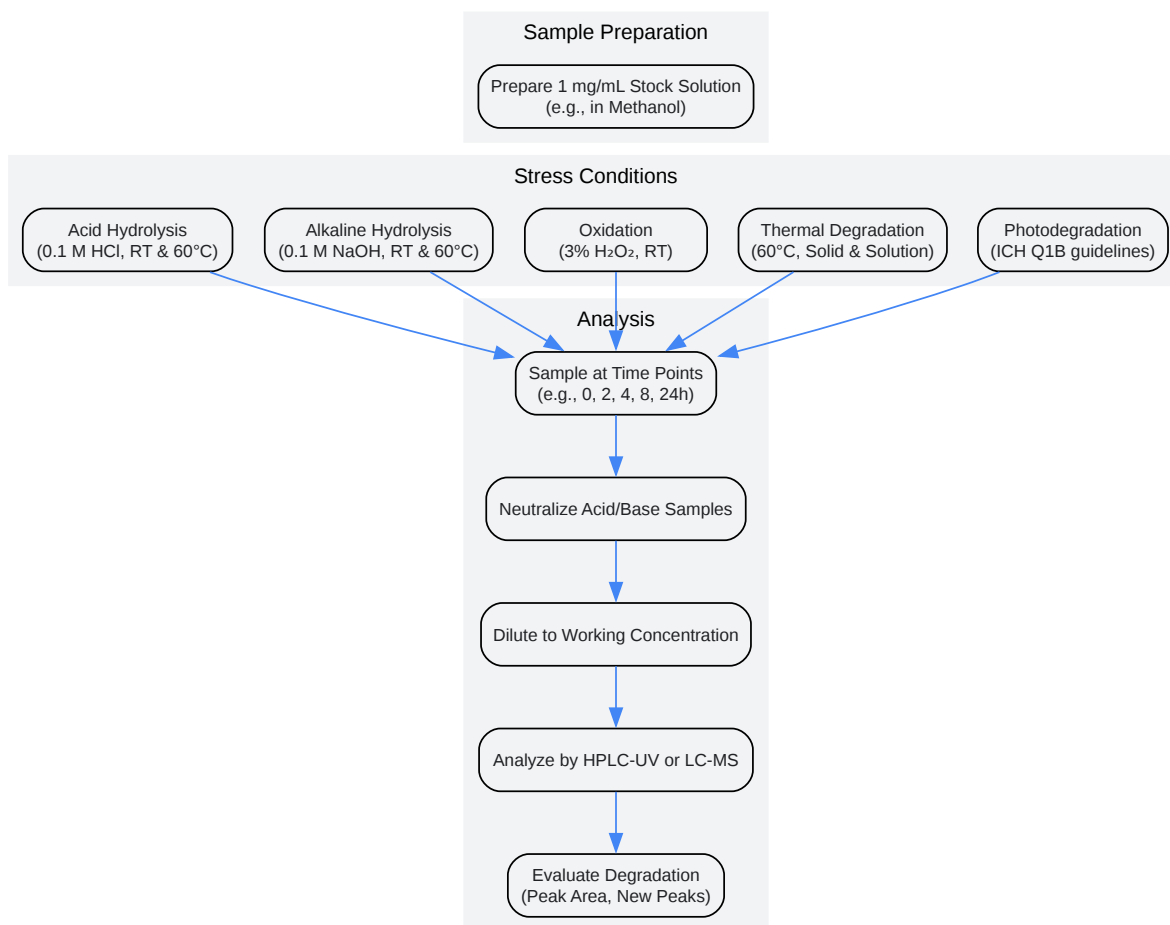 Sample Preparation
Prepare 1 mg/mL Stock Solution
(e.g., in Methanol)
Stress Conditions
Acid Hydrolysis
(0.1 M HCl, RT & 60°C)
Alkaline Hydrolysis
(0.1 M NaOH, RT & 60°C)
Oxidation
(3% H₂O₂, RT)
Thermal Degradation
(60°C, Solid & Solution)
Photodegradation
(ICH Q1B guidelines)
Analysis
Sample at Time Points
(e.g., 0, 2, 4, 8, 24h)
Neutralize Acid/Base Samples
Dilute to Working Concentration
Analyze by HPLC-UV or LC-MS
Evaluate Degradation
(Peak Area, New Peaks)